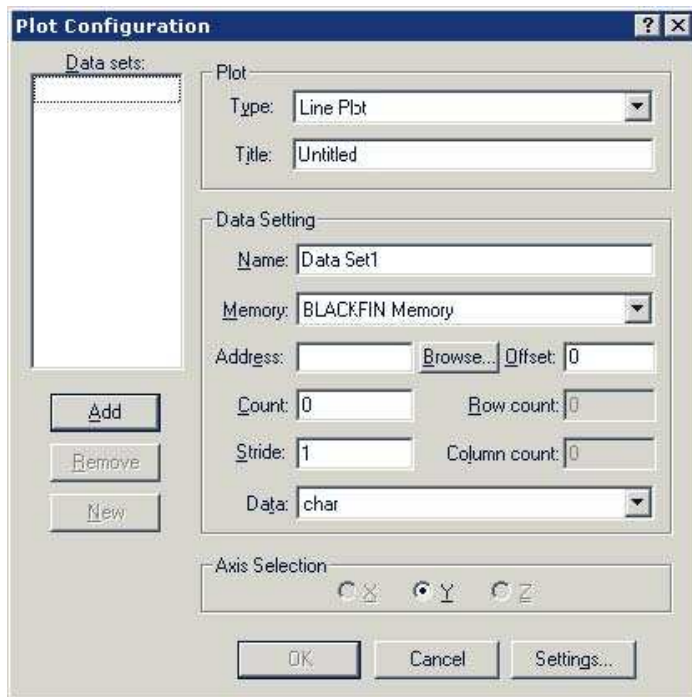 Plot Configuration
Data sets:
Add
Remove
New
Plot
Type: Line Plot
Title: Untitled
Data Setting
Name: Data Set1
Memory: BLACKFIN Memory
Address: Browse... Offset: 0
Count: 0 Row count: 0
Stride: 1 Column count: 0
Data: char
Axis Selection
X Y Z
OK Cancel Settings...